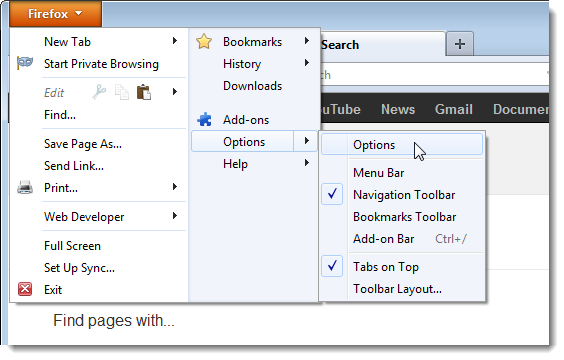 Firefox
New Tab
Start Private Browsing
Edit
Find...
Save Page As...
Send Link...
Print...
Web Developer
Full Screen
Set Up Sync...
Exit
Bookmarks
History
Downloads
Add-ons
Options
Help
Options
Menu Bar
Navigation Toolbar
Bookmarks Toolbar
Add-on Bar Ctrl+/
Tabs on Top
Toolbar Layout...
Search
News Gmail
Find pages with...